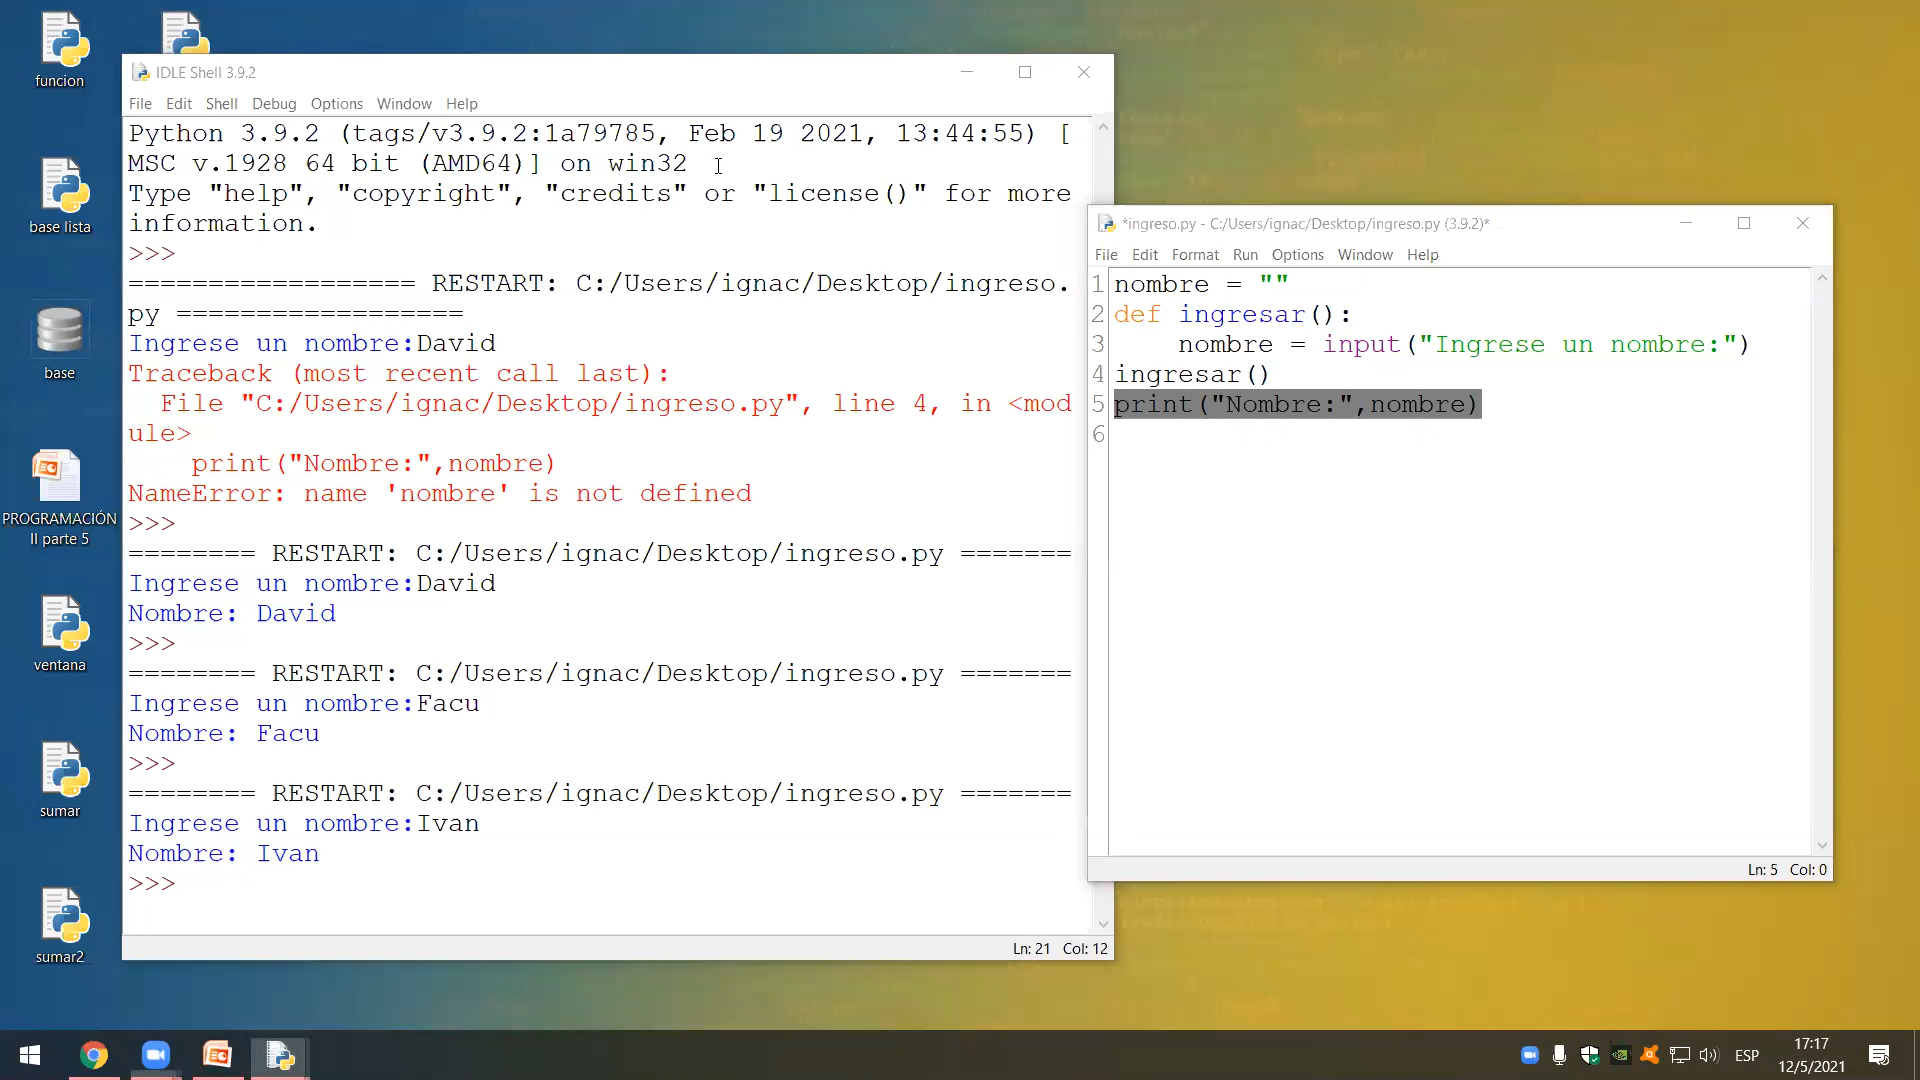 funcion
base lista
base
PROGRAMACIÓN
II parte 5
ventana
sumar
sumar2
IDLE Shell 3.9.2
File Edit Shell Debug Options Window Help
Python 3.9.2 (tags/v3.9.2:1a79785, Feb 19 2021, 13:44:55) [
MSC v.1928 64 bit (AMD64)] on win32
Type "help", "copyright", "credits" or "license()" for more
information.
>>>
================== RESTART: C:/Users/ignac/Desktop/ingreso.
py ==================
Ingrese un nombre:David
Traceback (most recent call last):
  File "C:/Users/ignac/Desktop/ingreso.py", line 4, in <mod
ule>
    print("Nombre:",nombre)
NameError: name 'nombre' is not defined
>>>
======== RESTART: C:/Users/ignac/Desktop/ingreso.py =======
Ingrese un nombre:David
Nombre: David
>>>
======== RESTART: C:/Users/ignac/Desktop/ingreso.py =======
Ingrese un nombre:Facu
Nombre: Facu
>>>
======== RESTART: C:/Users/ignac/Desktop/ingreso.py =======
Ingrese un nombre:Ivan
Nombre: Ivan
>>>
Ln: 21 Col: 12
*ingreso.py - C:/Users/ignac/Desktop/ingreso.py (3.9.2)*
File Edit Format Run Options Window Help
1 nombre = ""
2 def ingresar():
3     nombre = input("Ingrese un nombre:")
4 ingresar()
5 print("Nombre:",nombre)
6
Ln: 5 Col: 0
ESP
17:17
12/5/2021